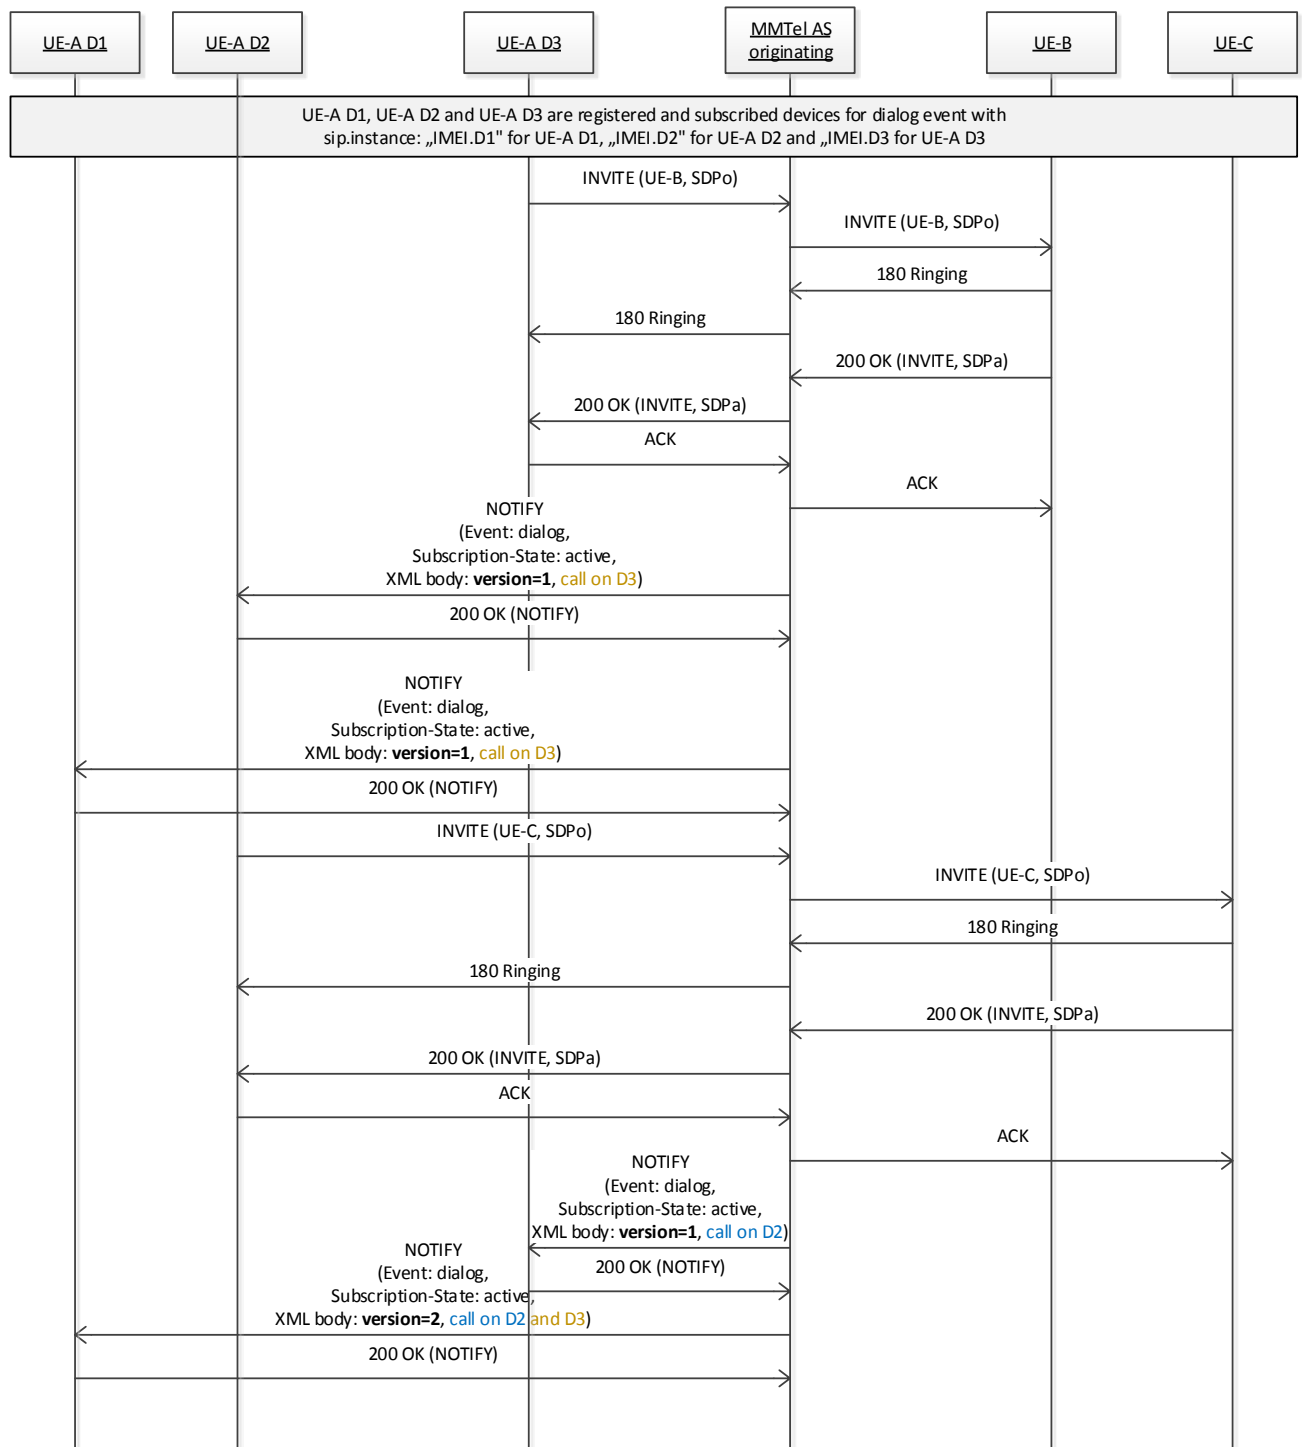 UE-A D1
UE-A D2
UE-A D3
MMTel AS
originating
UE-B
UE-C
UE-A D1, UE-A D2 and UE-A D3 are registered and subscribed devices for dialog event with
sip.instance: „IMEI.D1" for UE-A D1, „IMEI.D2" for UE-A D2 and „IMEI.D3 for UE-A D3
INVITE (UE-B, SDPo)
INVITE (UE-B, SDPo)
180 Ringing
180 Ringing
200 OK (INVITE, SDPa)
200 OK (INVITE, SDPa)
ACK
ACK
NOTIFY
(Event: dialog,
Subscription-State: active,
XML body: version=1, call on D3)
200 OK (NOTIFY)
NOTIFY
(Event: dialog,
Subscription-State: active,
XML body: version=1, call on D3)
200 OK (NOTIFY)
INVITE (UE-C, SDPo)
INVITE (UE-C, SDPo)
180 Ringing
180 Ringing
200 OK (INVITE, SDPa)
200 OK (INVITE, SDPa)
ACK
ACK
NOTIFY
(Event: dialog,
Subscription-State: active,
XML body: version=1, call on D2)
200 OK (NOTIFY)
NOTIFY
(Event: dialog,
Subscription-State: active,
XML body: version=2, call on D2 and D3)
200 OK (NOTIFY)